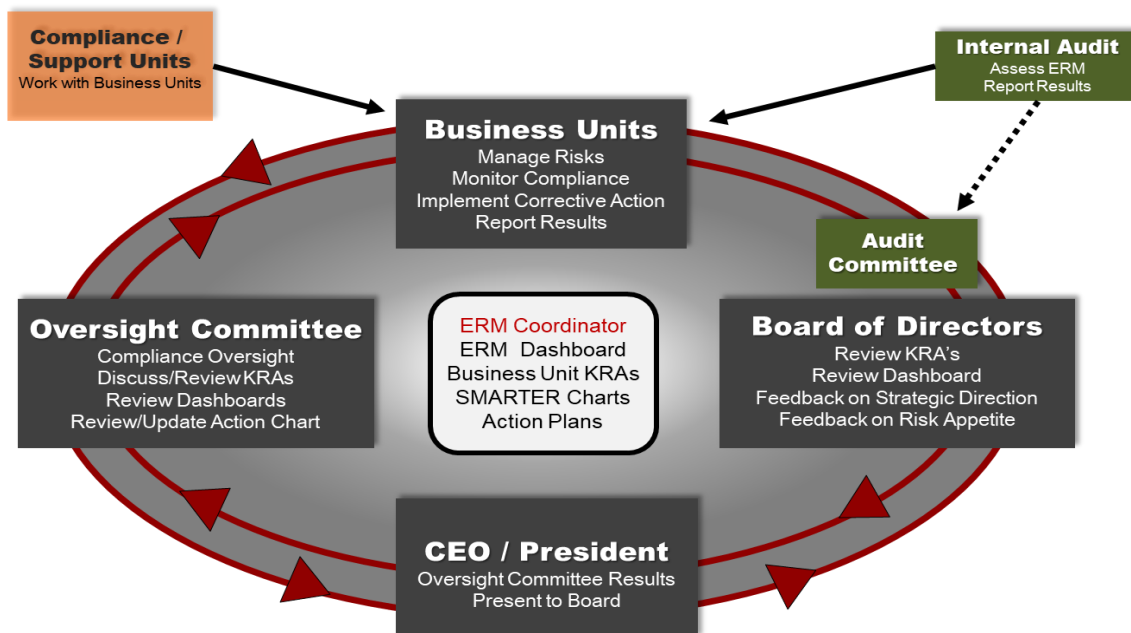 Compliance /
Support Units
Work with Business Units
Internal Audit
Assess ERM
Report Results
Business Units
Manage Risks
Monitor Compliance
Implement Corrective Action
Report Results
Audit
Committee
Oversight Committee
Compliance Oversight
Discuss/Review KRAs
Review Dashboards
Review/Update Action Chart
ERM Coordinator
ERM Dashboard
Business Unit KRAs
SMARTER Charts
Action Plans
Board of Directors
Review KRA's
Review Dashboard
Feedback on Strategic Direction
Feedback on Risk Appetite
CEO / President
Oversight Committee Results
Present to Board